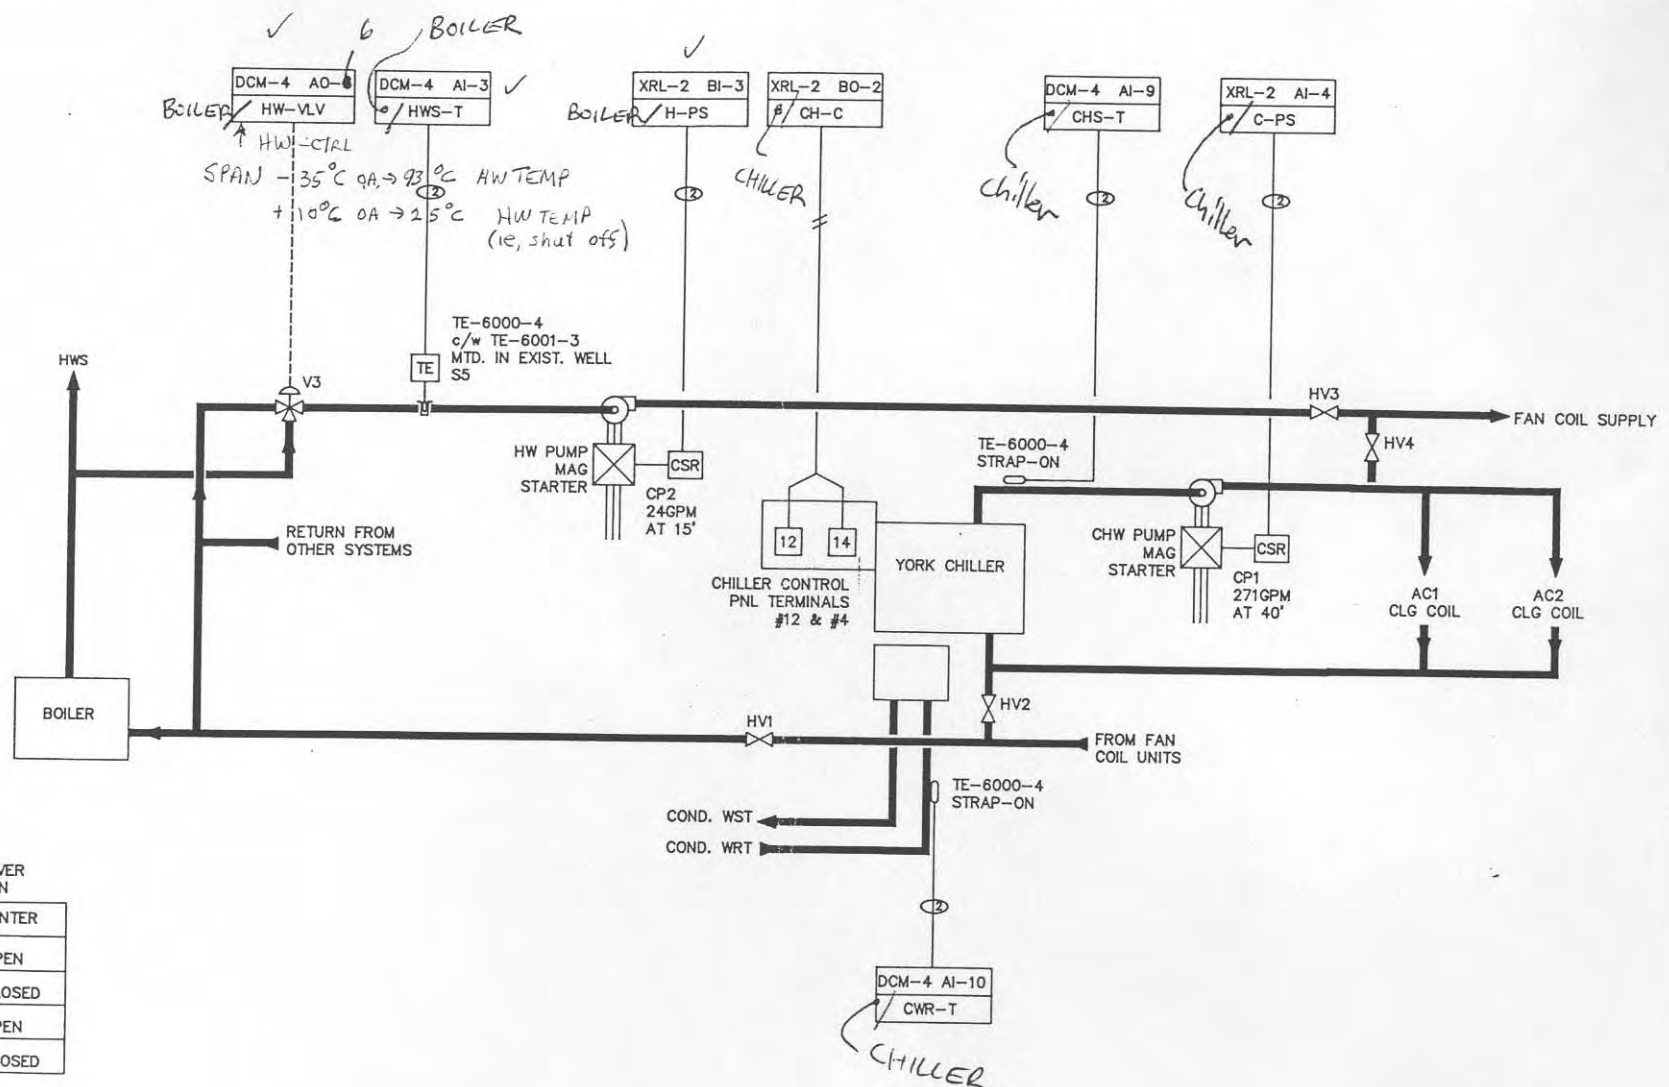 ✓ 6 BOILER ✓
DCM-4 AO-
HW-VLV
DCM-4 AI-3 ✓
HWS-T
XRL-2 BI-3
H-PS
XRL-2 BO-2
CH-C
DCM-4 AI-9
CHS-T
XRL-2 AI-4
C-PS
BOILER
BOILER
↑ HW-CTRL
SPAN -35°C OA → 93°C HW TEMP
+10°C OA → 25°C HW TEMP
(ie, shut off)
CHILLER
Chiller
Chiller
2
2
2
TE-6000-4
c/w TE-6001-3
MTD. IN EXIST. WELL
S5
TE
HWS
V3
HV3
FAN COIL SUPPLY
HV4
TE-6000-4
STRAP-ON
HW PUMP
MAG
STARTER
CSR
CP2
24GPM
AT 15'
RETURN FROM
OTHER SYSTEMS
12
14
CHILLER CONTROL
PNL TERMINALS
#12 & #4
YORK CHILLER
CHW PUMP
MAG
STARTER
CSR
CP1
271GPM
AT 40'
AC1
CLG COIL
AC2
CLG COIL
BOILER
HV1
HV2
FROM FAN
COIL UNITS
TE-6000-4
STRAP-ON
COND. WST
COND. WRT
2
DCM-4 AI-10
CWR-T
CHILLER
VER
N
NTER
PEN
LOSED
PEN
OSED